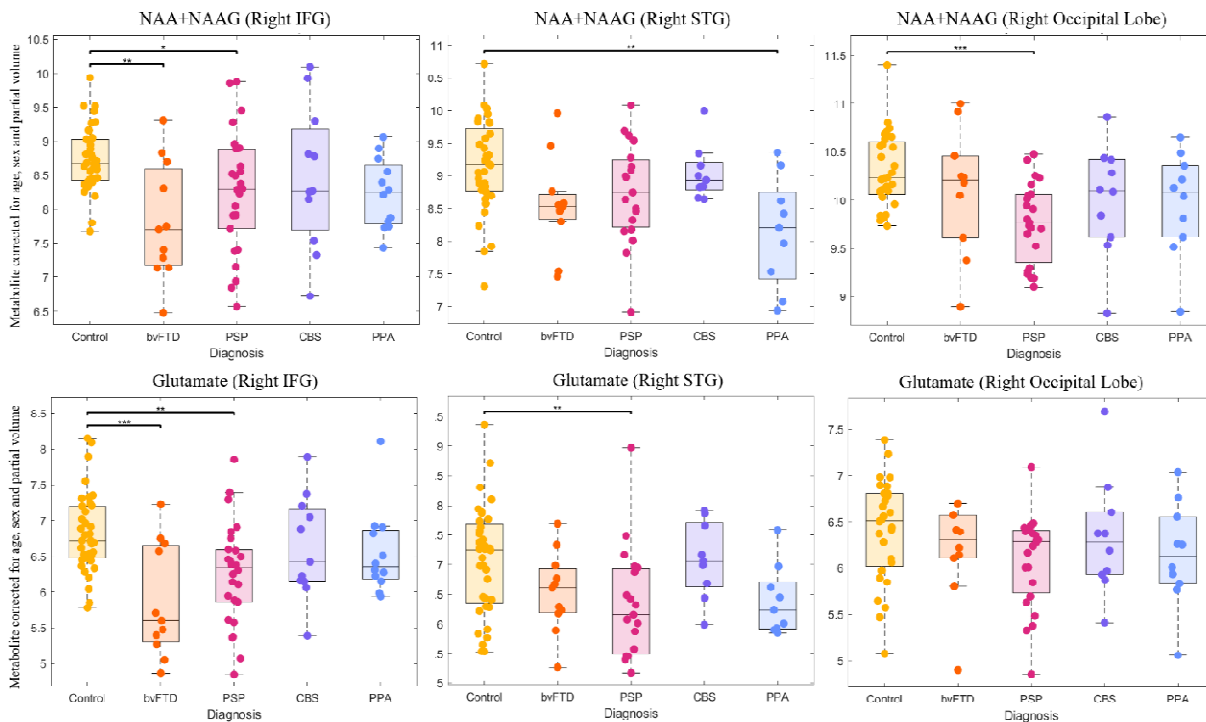 NAA+NAAG (Right IFG)
Metabolite corrected for age, sex and partial volume
10.5
10
9.5
9
8.5
8
7.5
7
6.5
*
**
Control bvFTD PSP CBS PPA
Diagnosis
NAA+NAAG (Right STG)
0.5
10
9.5
9
8.5
8
7.5
7
**
Control bvFTD PSP CBS PPA
Diagnosis
NAA+NAAG (Right Occipital Lobe)
11.5
11
10.5
10
9.5
9
***
Control bvFTD PSP CBS PPA
Diagnosis
Glutamate (Right IFG)
Metabolite corrected for age, sex and partial volume
8.5
8
7.5
7
6.5
6
5.5
5
**
***
Control bvFTD PSP CBS PPA
Diagnosis
Glutamate (Right STG)
.5
9
.5
8
.5
7
.5
6
.5
5
**
Control bvFTD PSP CBS PPA
Diagnosis
Glutamate (Right Occipital Lobe)
7.5
7
6.5
6
5.5
5
Control bvFTD PSP CBS PPA
Diagnosis